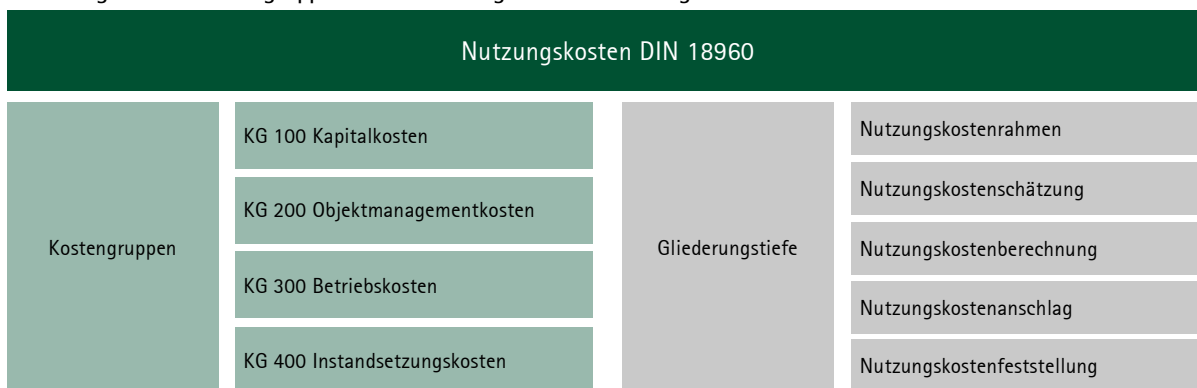 Nutzungskosten DIN 18960
Kostengruppen
KG 100 Kapitalkosten
KG 200 Objektmanagementkosten
KG 300 Betriebskosten
KG 400 Instandsetzungskosten
Gliederungstiefe
Nutzungskostenrahmen
Nutzungskostenschätzung
Nutzungskostenberechnung
Nutzungskostenanschlag
Nutzungskostenfeststellung